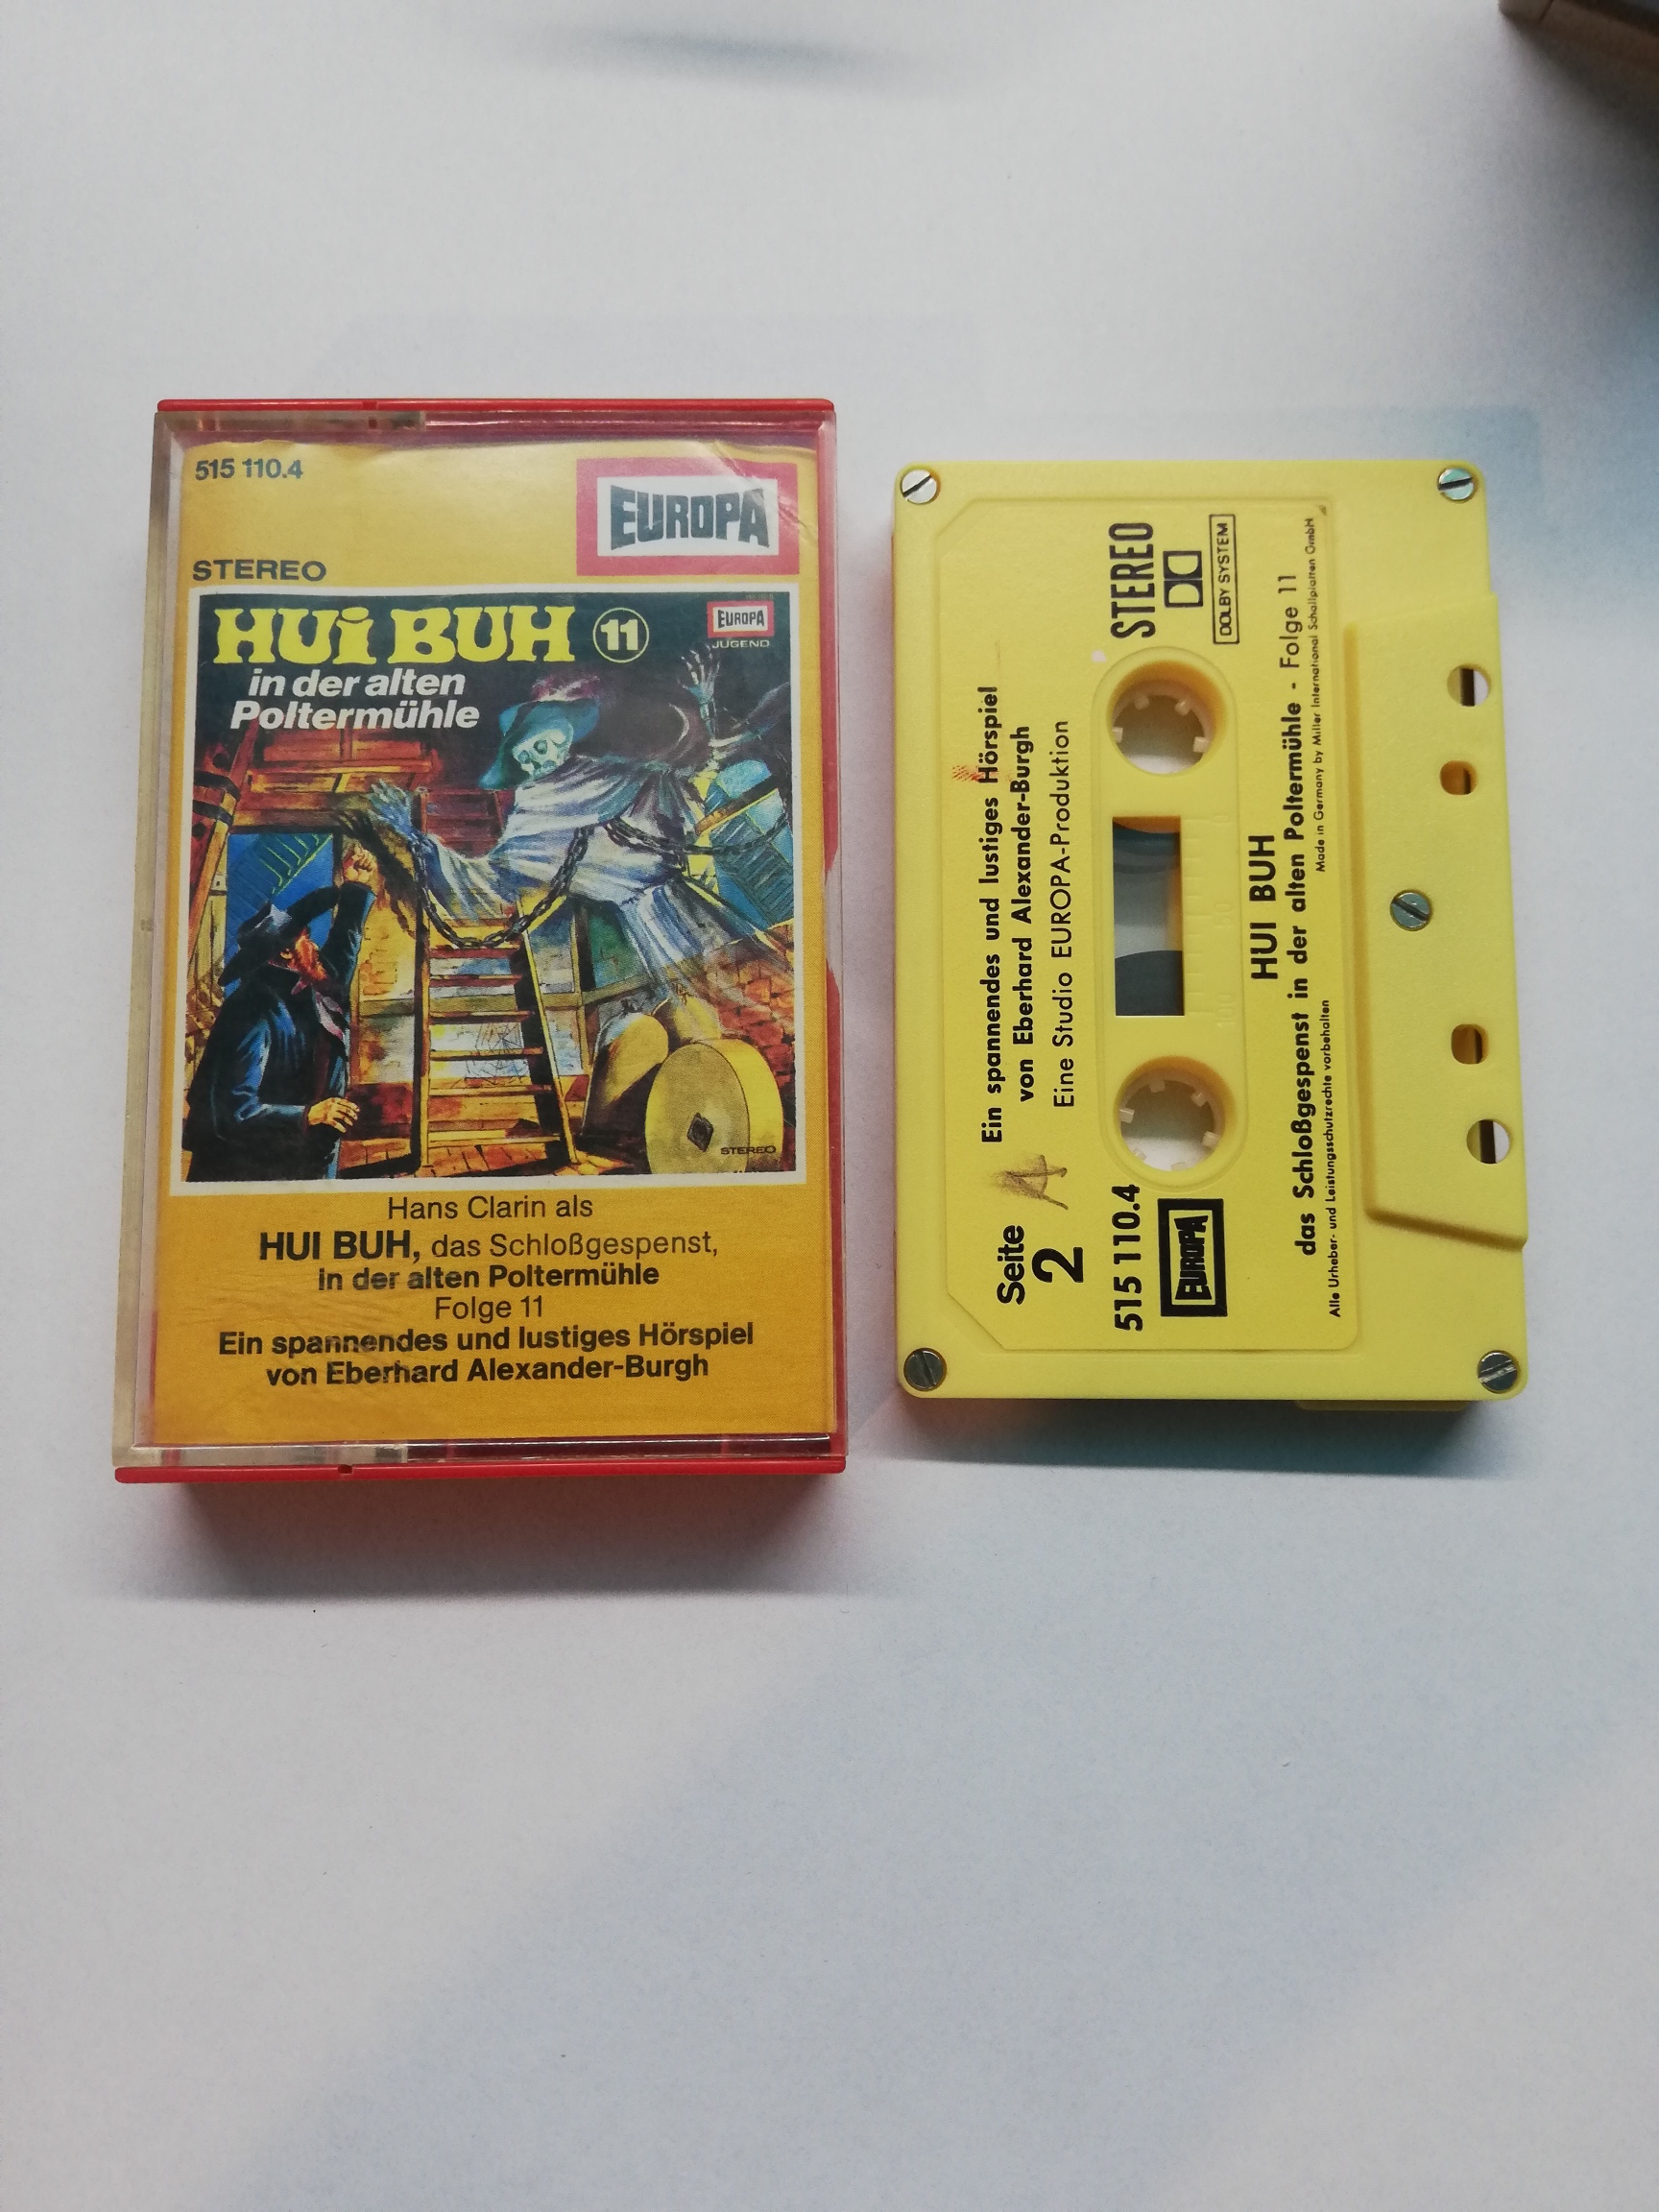 515 110.4
EUROPA
STEREO
HUi BUH 11
EUROPA
JUGEND
in der alten
Poltermühle
STEREO
Hans Clarin als
HUI BUH, das Schloßgespenst,
in der alten Poltermühle
Folge 11
Ein spannendes und lustiges Hörspiel
von Eberhard Alexander-Burgh
Seite
2
A
Ein spannendes und lustiges Hörspiel
von Eberhard Alexander-Burgh
Eine Studio EUROPA-Produktion
515 110.4
EUROPA
STEREO
DOLBY SYSTEM
HUI BUH
das Schloßgespenst in der alten Poltermühle - Folge 11
Alle Urheber- und Leistungsschutzrechte vorbehalten
Made in Germany by Miller International Schallplatten GmbH